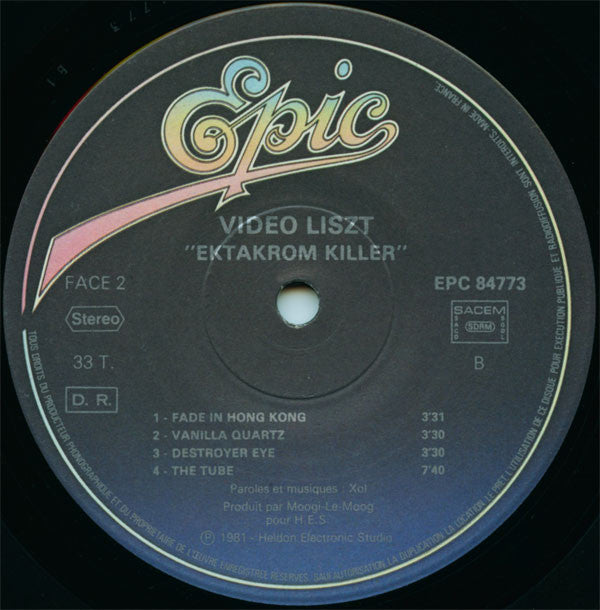 Epic
VIDEO LISZT
"EKTAKROM KILLER"
FACE 2
EPC 84773
Stereo
SACEM
SACD SDRM SGDL
33 T.
B
D. R.
1 - FADE IN HONG KONG 3'31
2 - VANILLA QUARTZ 3'30
3 - DESTROYER EYE 3'30
4 - THE TUBE 7'40
Paroles et musiques : Xol
Produit par Moogi-Le-Moog
pour H.E.S.
℗ 1981 - Heldon Electronic Studio
TOUS DROITS DU PRODUCTEUR PHONOGRAPHIQUE ET DU PROPRIETAIRE DE L'ŒUVRE ENREGISTREE RESERVES. SAUF AUTORISATION LA DUPLICATION LA LOCATION LE PRET L'UTILISATION DE CE DISQUE POUR EXECUTION PUBLIQUE ET RADIODIFFUSION SONT INTERDITS. MADE IN FRANCE.